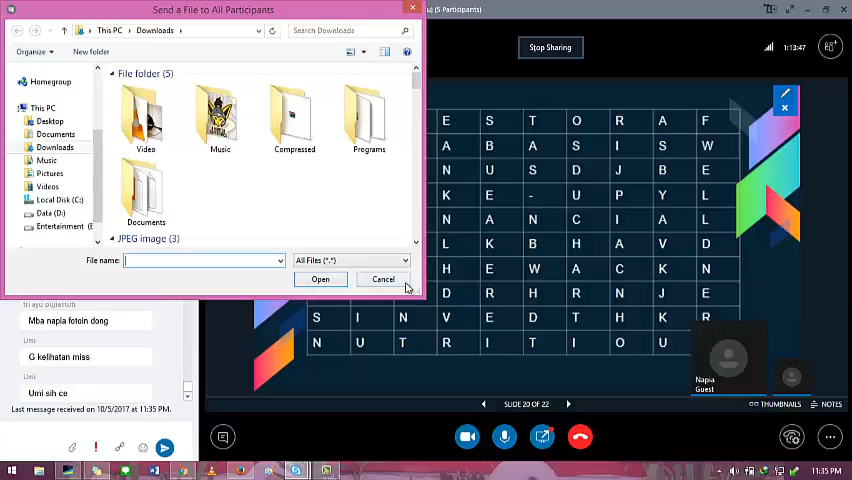 Send a File to All Participants
(5 Participants)
This PC
Downloads
Search Downloads
Organize
New folder
Stop Sharing
1:13:47
File folder (5)
Homegroup
This PC
Desktop
Documents
Downloads
Music
Pictures
Videos
Local Disk (C:)
Data (D:)
Entertainment (E
Video
Music
Compressed
Programs
Documents
JPEG image (3)
File name:
All Files (*.*)
Open
Cancel
E S T O R A F
A B A S I S W
N U S D J B E
K E - U P Y L
N A N C I A L
L K B H A V D
H E W A C K N
D R H R N J E
S I N V E D T H K R
N U T R I T I O U
tri ayu pujiastuti
Mba napia fotoin dong
Umi
G kelihatan miss
Umi
Umi sih ce
Last message received on 10/5/2017 at 11:35 PM.
Napia
Guest
SLIDE 20 OF 22
THUMBNAILS
NOTES
11:35 PM